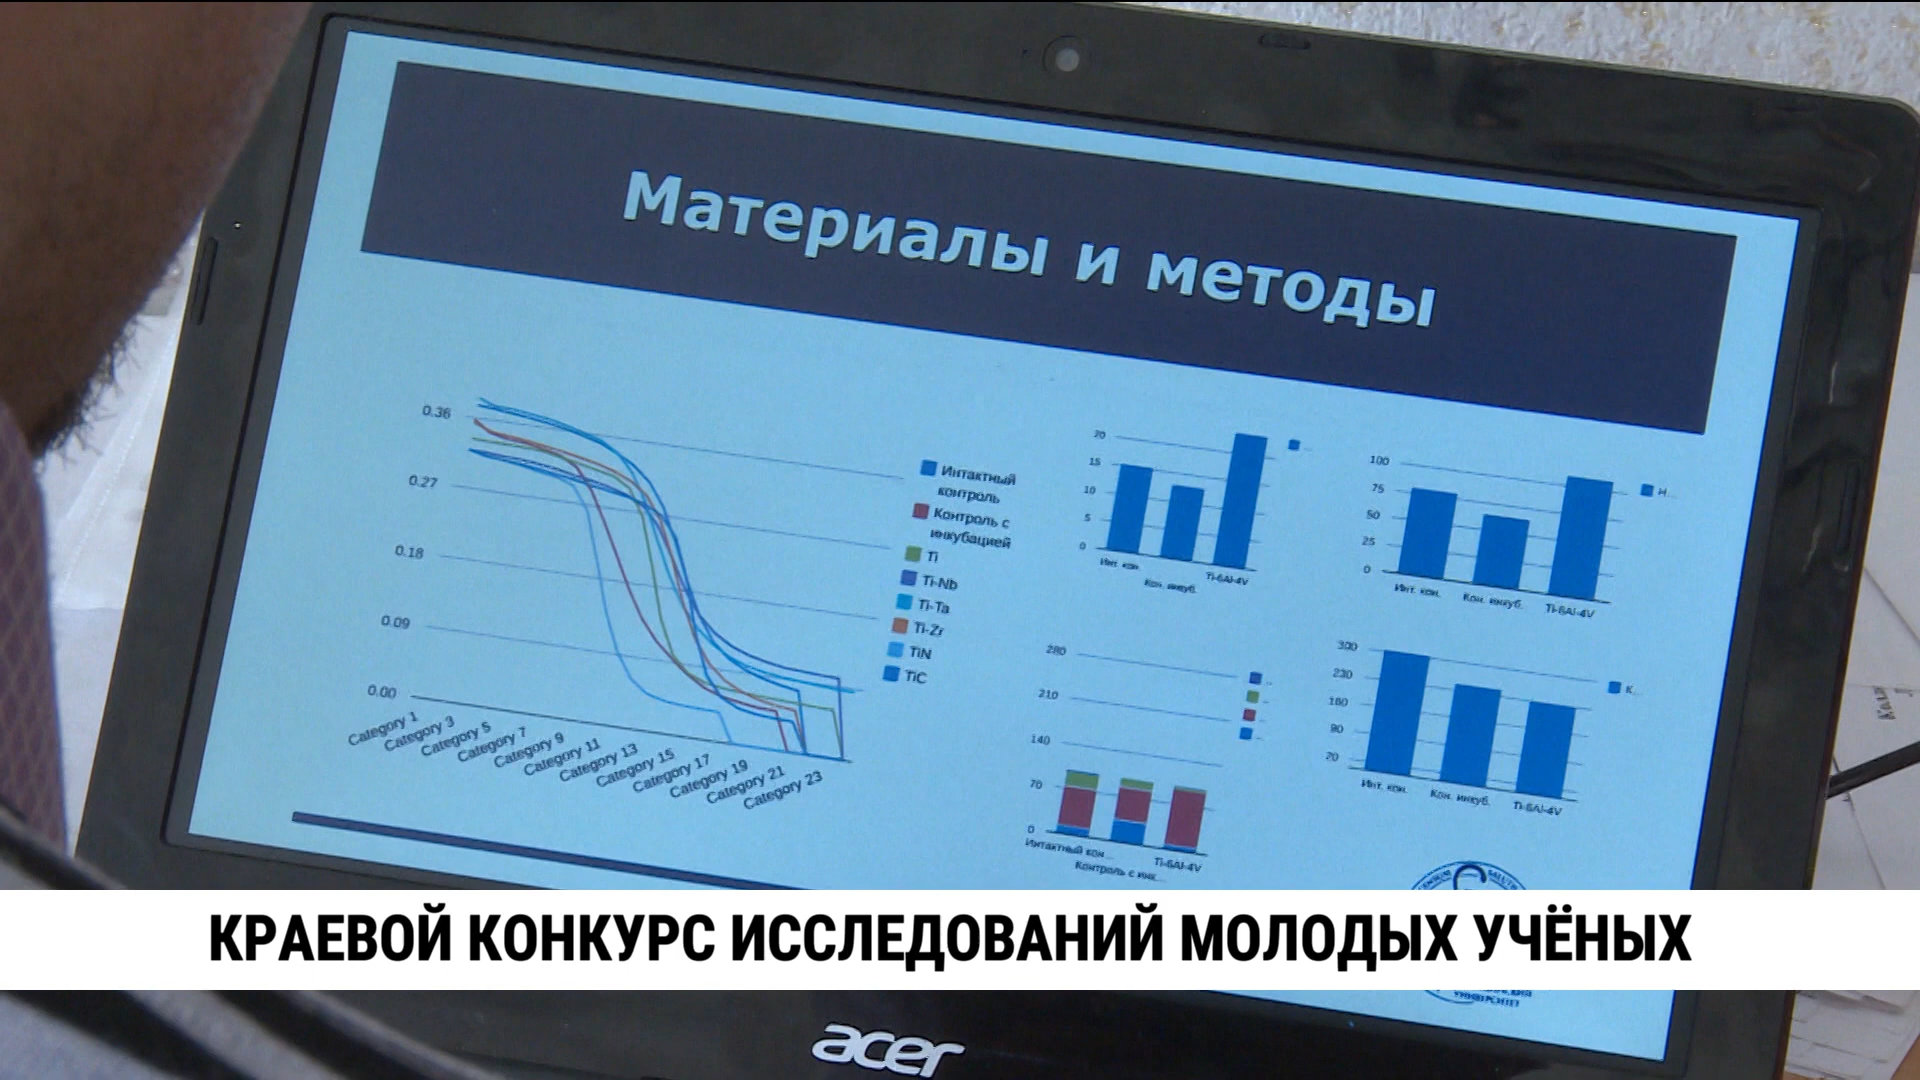 Материалы и методы
0.36
0.27
0.18
0.09
0.00
Category 1
Category 3
Category 5
Category 7
Category 9
Category 11
Category 13
Category 15
Category 17
Category 19
Category 21
Category 23
Интактный
контроль
Контроль с
инкубацией
Ti
Ti-Nb
Ti-Ta
Ti-Zr
TiN
TiC
20
15
10
5
0
Инт. кон.
Кон. инкуб.
Ti-6Al-4V
100
75
50
25
0
Инт. кон.
Кон. инкуб.
Ti-6Al-4V
Н...
280
210
140
70
0
Интактный кон...
Контроль с инк...
Ti-6Al-4V
300
230
160
90
20
Инт. кон.
Кон. инкуб.
Ti-6Al-4V
К...
КРАЕВОЙ КОНКУРС ИССЛЕДОВАНИЙ МОЛОДЫХ УЧЁНЫХ
УНИВЕРСИТЕТ
acer